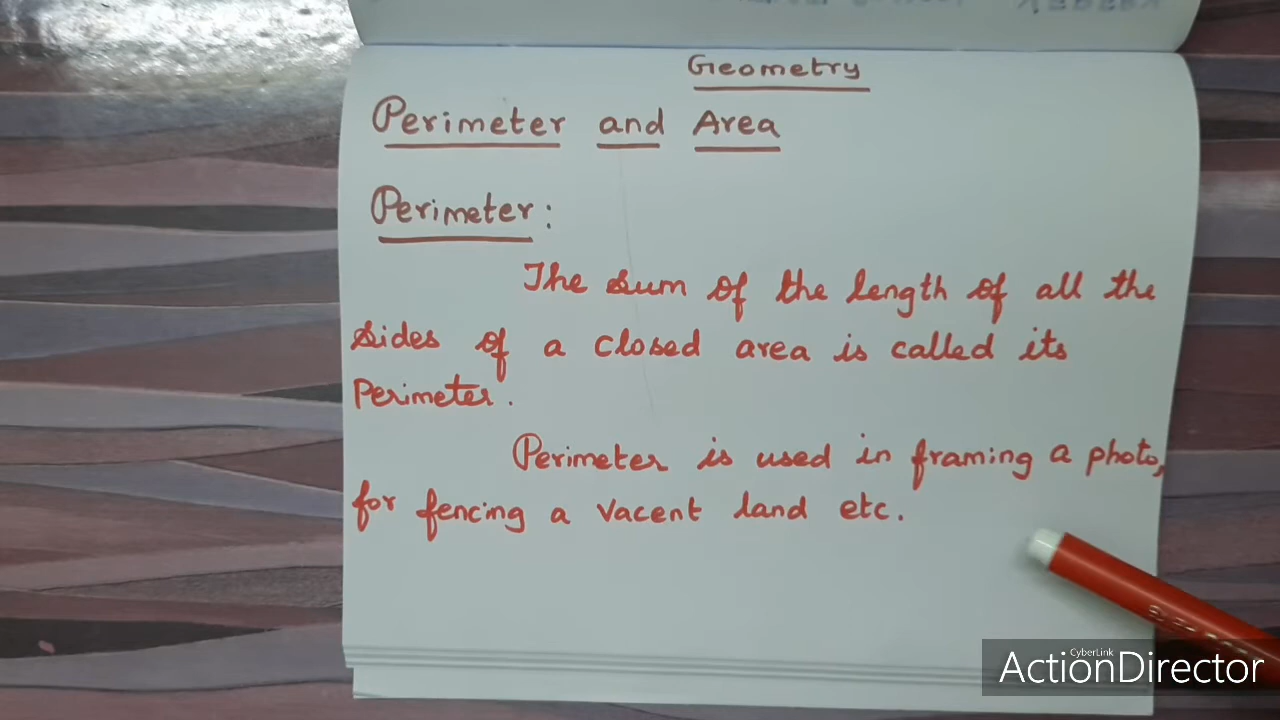 Geometry
Perimeter and Area
Perimeter:
The sum of the length of all the
sides of a closed area is called its
Perimeter.
Perimeter is used in framing a photo,
for fencing a vacent land etc.
CyberLink
ActionDirector